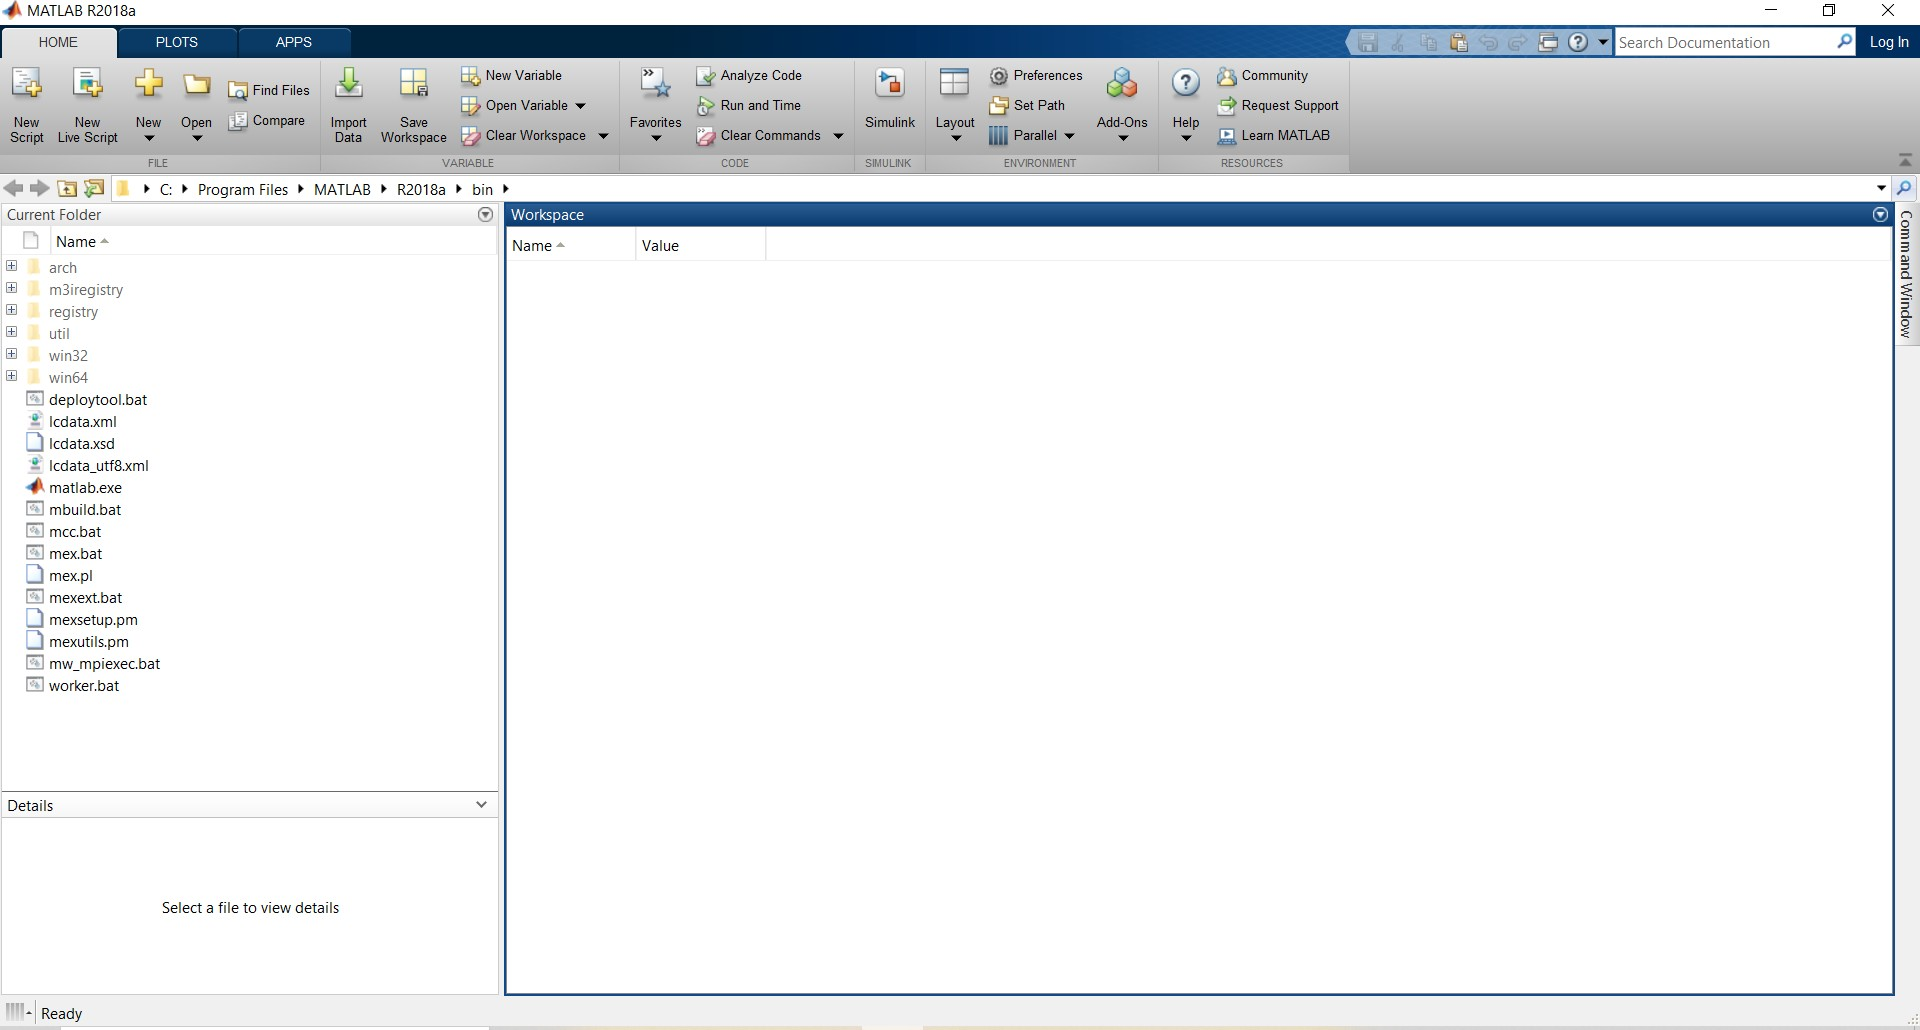 MATLAB R2018a
HOME PLOTS APPS
Search Documentation
Log In
New Script
New Live Script
New
Open
Find Files
Compare
FILE
Import Data
Save Workspace
New Variable
Open Variable
Clear Workspace
VARIABLE
Favorites
Analyze Code
Run and Time
Clear Commands
CODE
Simulink
SIMULINK
Layout
Preferences
Set Path
Parallel
Add-Ons
ENVIRONMENT
Help
Community
Request Support
Learn MATLAB
RESOURCES
C: Program Files MATLAB R2018a bin
Current Folder
Name
arch
m3iregistry
registry
util
win32
win64
deploytool.bat
lcdata.xml
lcdata.xsd
lcdata_utf8.xml
matlab.exe
mbuild.bat
mcc.bat
mex.bat
mex.pl
mexext.bat
mexsetup.pm
mexutils.pm
mw_mpiexec.bat
worker.bat
Details
Select a file to view details
Workspace
Name Value
Command Window
Ready